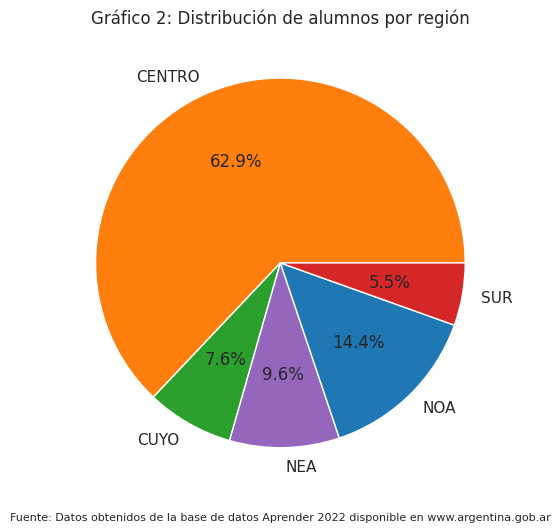 Gráfico 2: Distribución de alumnos por región
CENTRO
62.9%
5.5%
SUR
14.4%
7.6%
9.6%
NOA
CUYO
NEA
Fuente: Datos obtenidos de la base de datos Aprender 2022 disponible en www.argentina.gob.ar